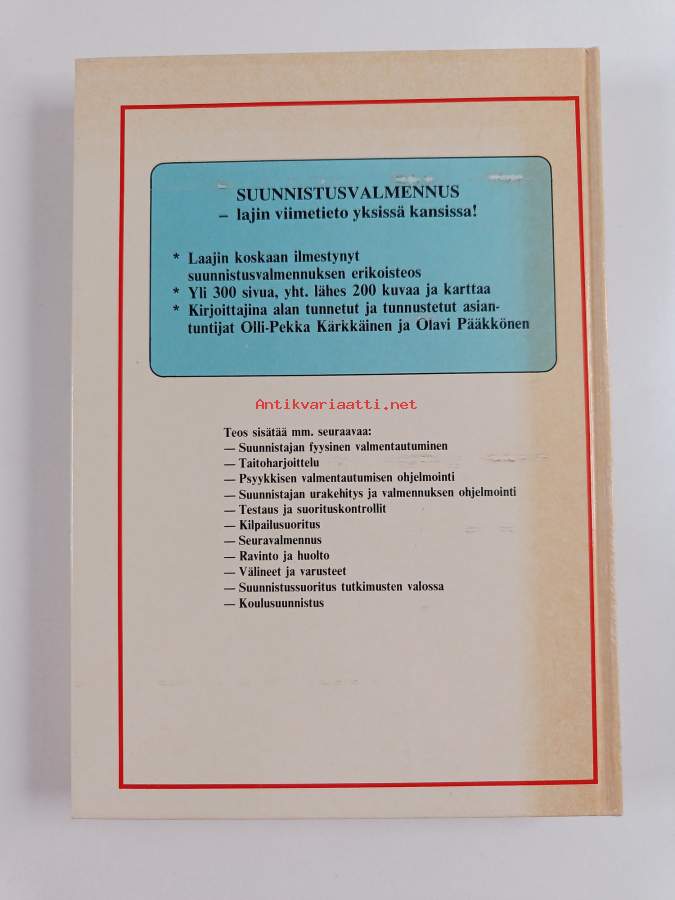 SUUNNISTUSVALMENNUS
– lajin viimetieto yksissä kansissa!
* Laajin koskaan ilmestynyt
suunnistusvalmennuksen erikoisteos
* Yli 300 sivua, yht. lähes 200 kuvaa ja karttaa
* Kirjoittajina alan tunnetut ja tunnustetut asian-
tuntijat Olli-Pekka Kärkkäinen ja Olavi Pääkkönen
Antikvariaatti.net
Teos sisätää mm. seuraavaa:
— Suunnistajan fyysinen valmentautuminen
— Taitoharjoittelu
— Psyykkisen valmentautumisen ohjelmointi
— Suunnistajan urakehitys ja valmennuksen ohjelmointi
— Testaus ja suorituskontrollit
— Kilpailusuoritus
— Seuravalmennus
— Ravinto ja huolto
— Välineet ja varusteet
— Suunnistussuoritus tutkimusten valossa
— Koulusuunnistus